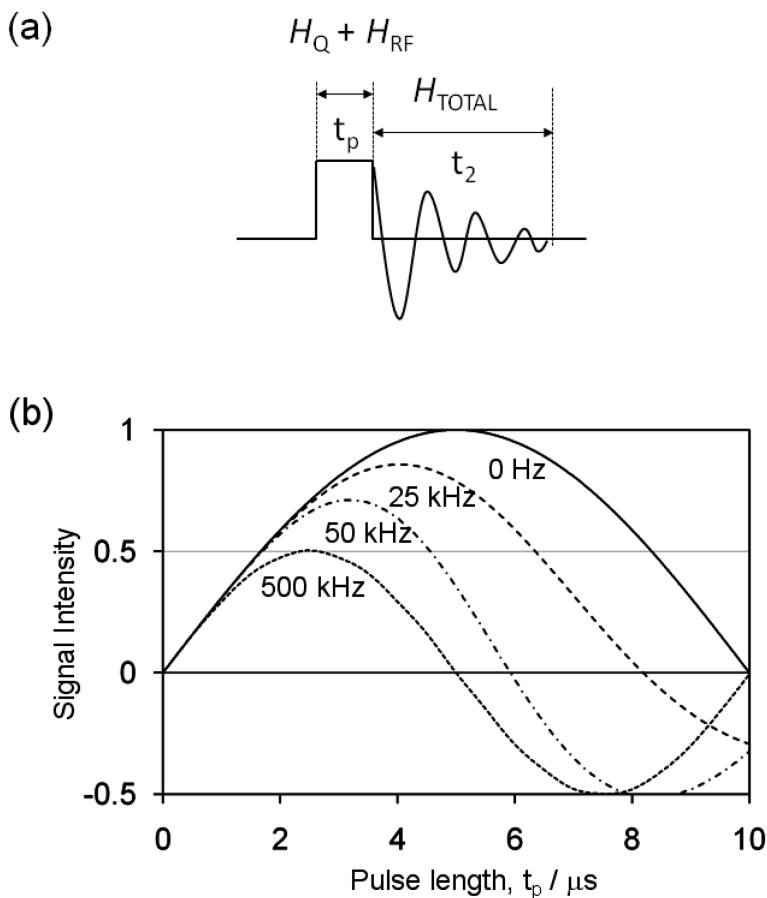 (a)
H_Q + H_RF
H_TOTAL
t_p
t_2
(b)
1
0.5
0
-0.5
Signal Intensity
0 Hz
25 kHz
50 kHz
500 kHz
0 2 4 6 8 10
Pulse length, t_p / μs